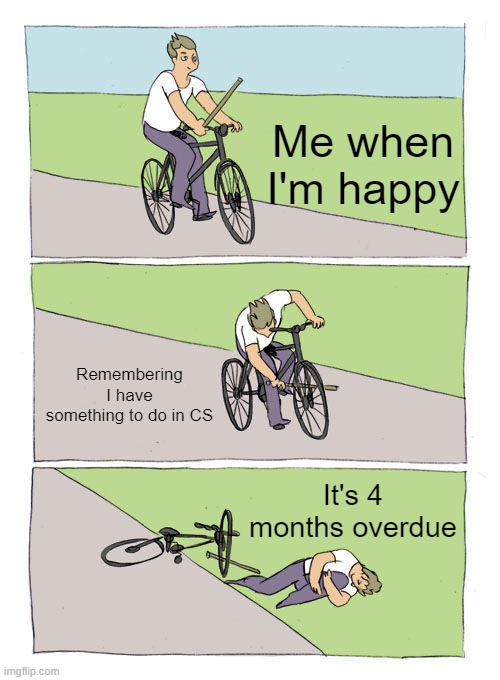 Me when
I'm happy
Remembering
I have
something to do in CS
It's 4
months overdue
imgflip.com